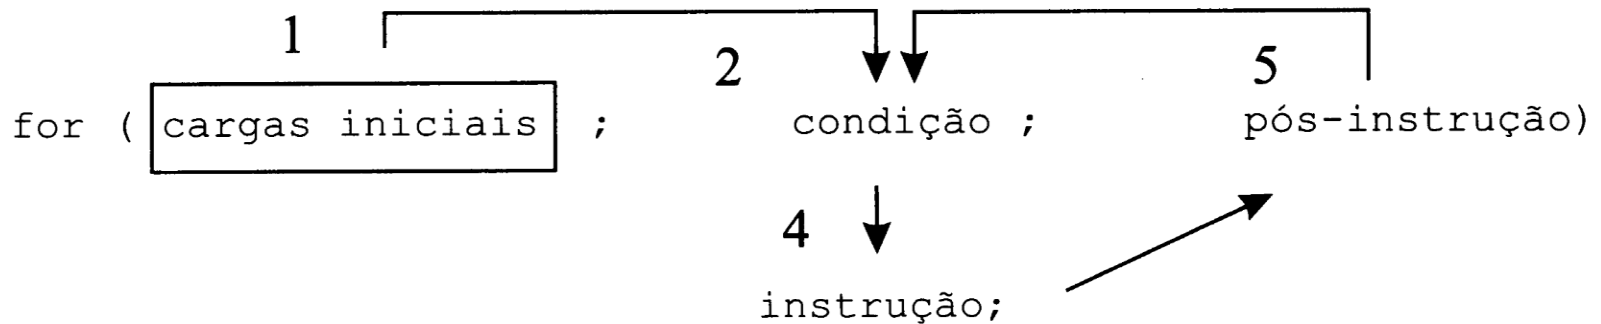 1
2
5
for ( cargas iniciais ; condição ; pós-instrução)
4
instrução;